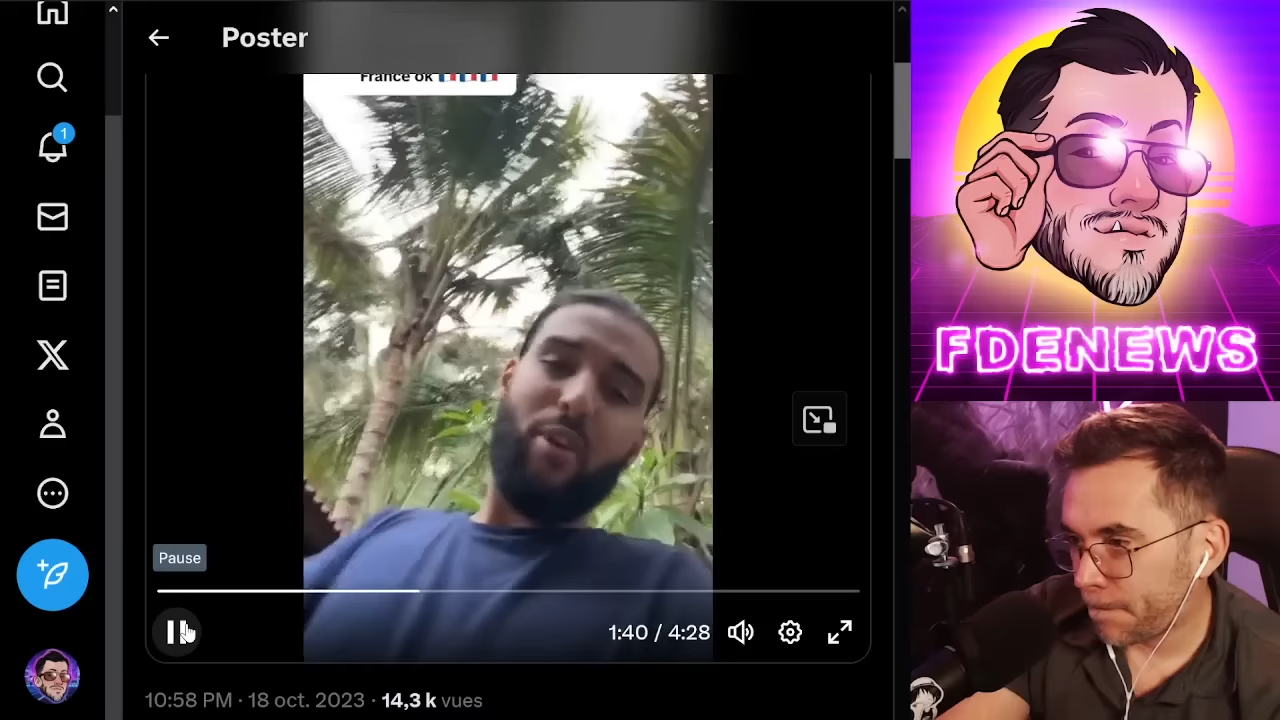 1
Poster
France ok
Pause
1:40 / 4:28
10:58 PM · 18 oct. 2023 · 14,3 k vues
FDENEWS